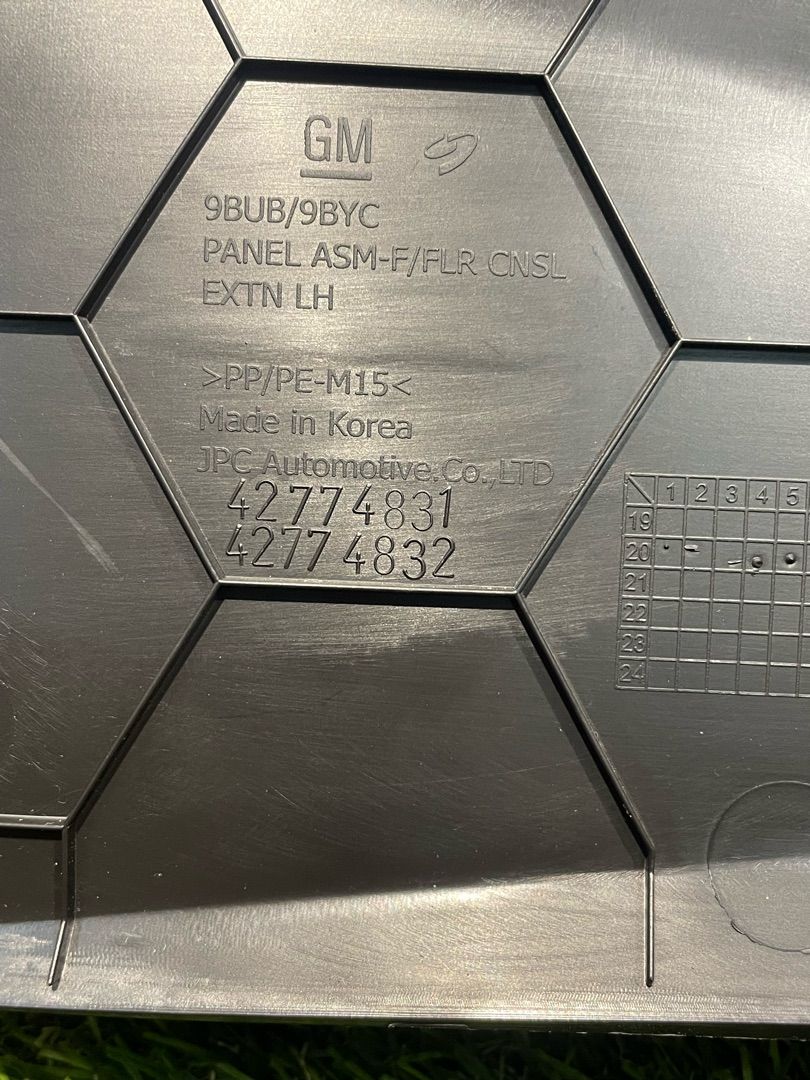 GM
9BUB/9BYC
PANEL ASM-F/FLR CNSL
EXTN LH
>PP/PE-M15<
Made in Korea
JPC Automotive.Co.,LTD
42774831
42774832
1 2 3 4 5
19
20
21
22
23
24